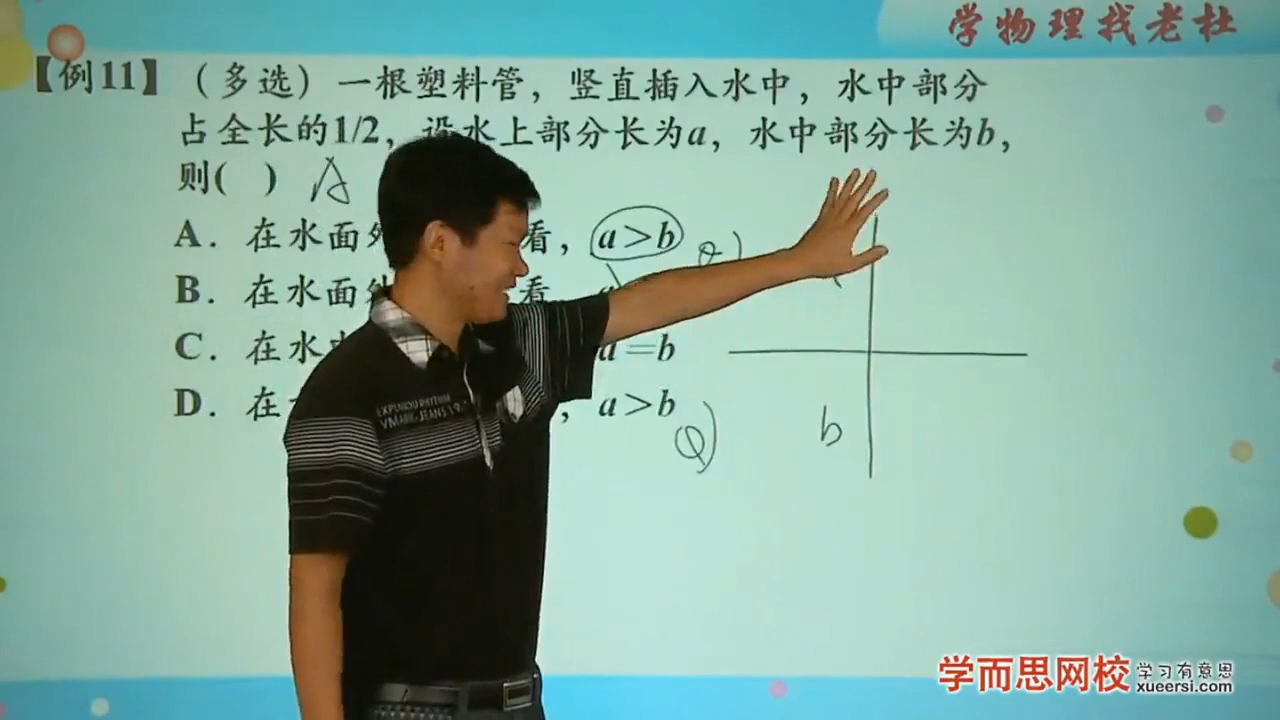 学物理找老杜
【例11】（多选）一根塑料管，竖直插入水中，水中部分
占全长的1/2，设水上部分长为a，水中部分长为b，
则( ) A
A．在水面 看，a>b
B．在水面 看
C．在水 a=b
D．在 ，a>b
b
EXPUNOU RHYTHM
学而思网校 学习有意思
xueersi.com